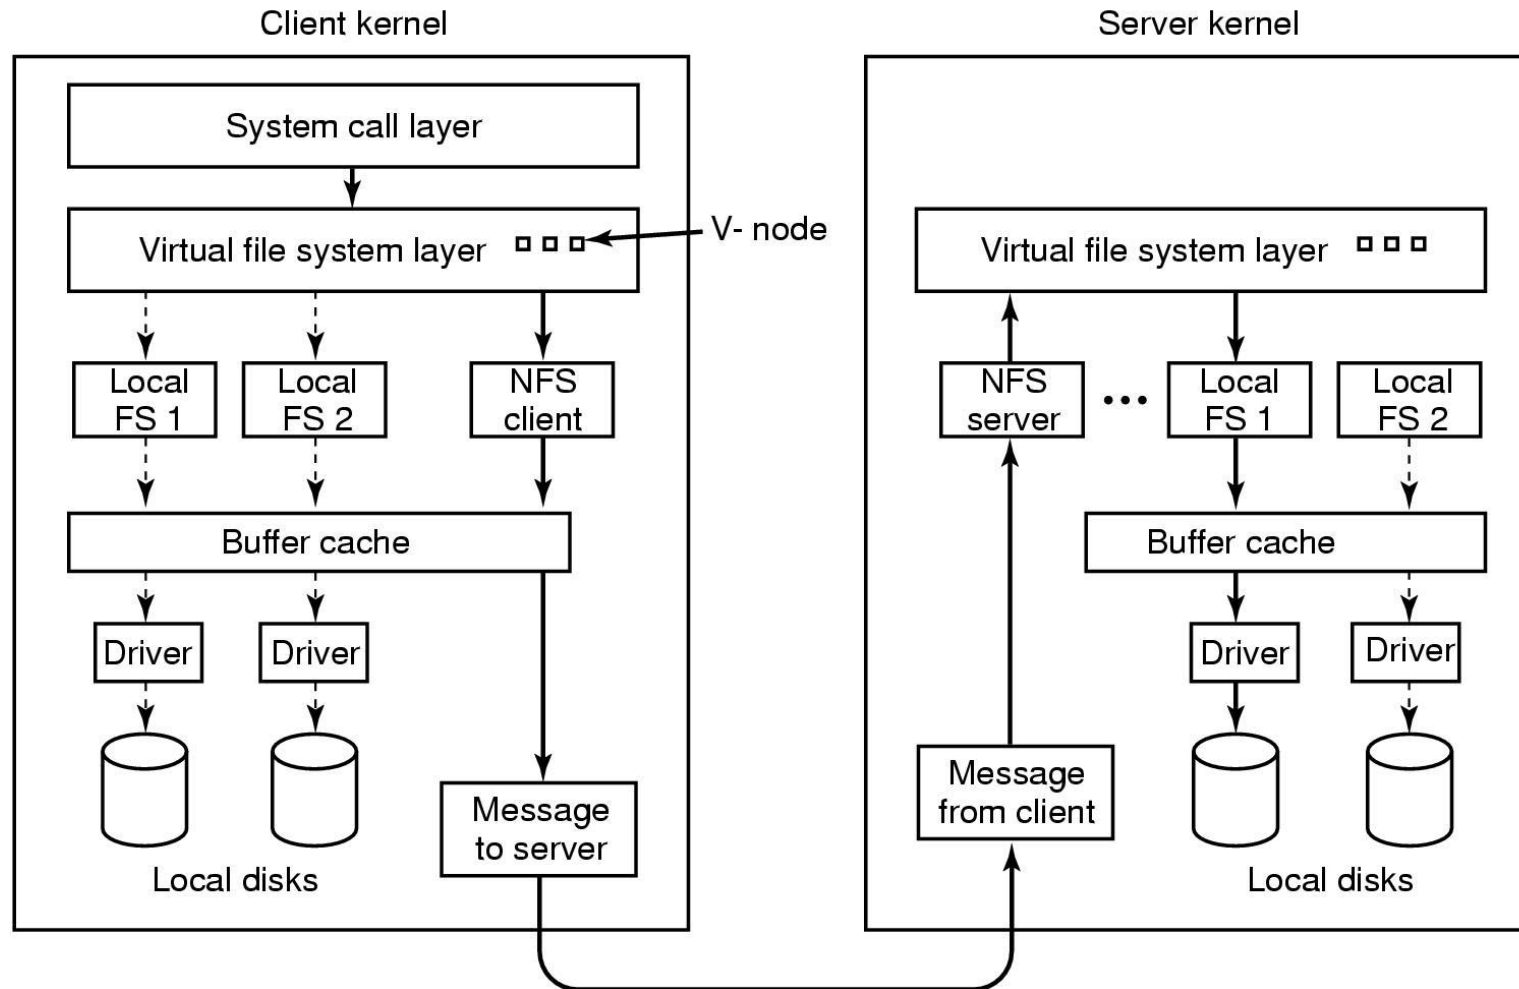 Client kernel
System call layer
Virtual file system layer
V- node
Local
FS 1
Local
FS 2
NFS
client
Buffer cache
Driver
Driver
Local disks
Message
to server
Server kernel
Virtual file system layer
NFS
server
Local
FS 1
Local
FS 2
Buffer cache
Driver
Driver
Message
from client
Local disks